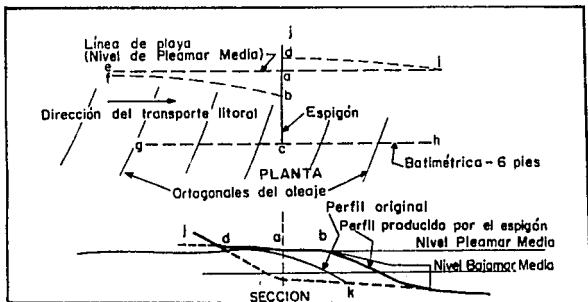 j
Línea de playa
(Nivel de Pleamar Media)
d
l
e
a
f
b
Dirección del transporte litoral
Espigón
g
c
h
PLANTA
Batimétrica - 6 pies
Ortagonales del oleaje
Perfil original
Perfil producido por el espigón
j
d
a
b
Nivel Pleamar Media
Nivel Bajamar Media
k
SECCION